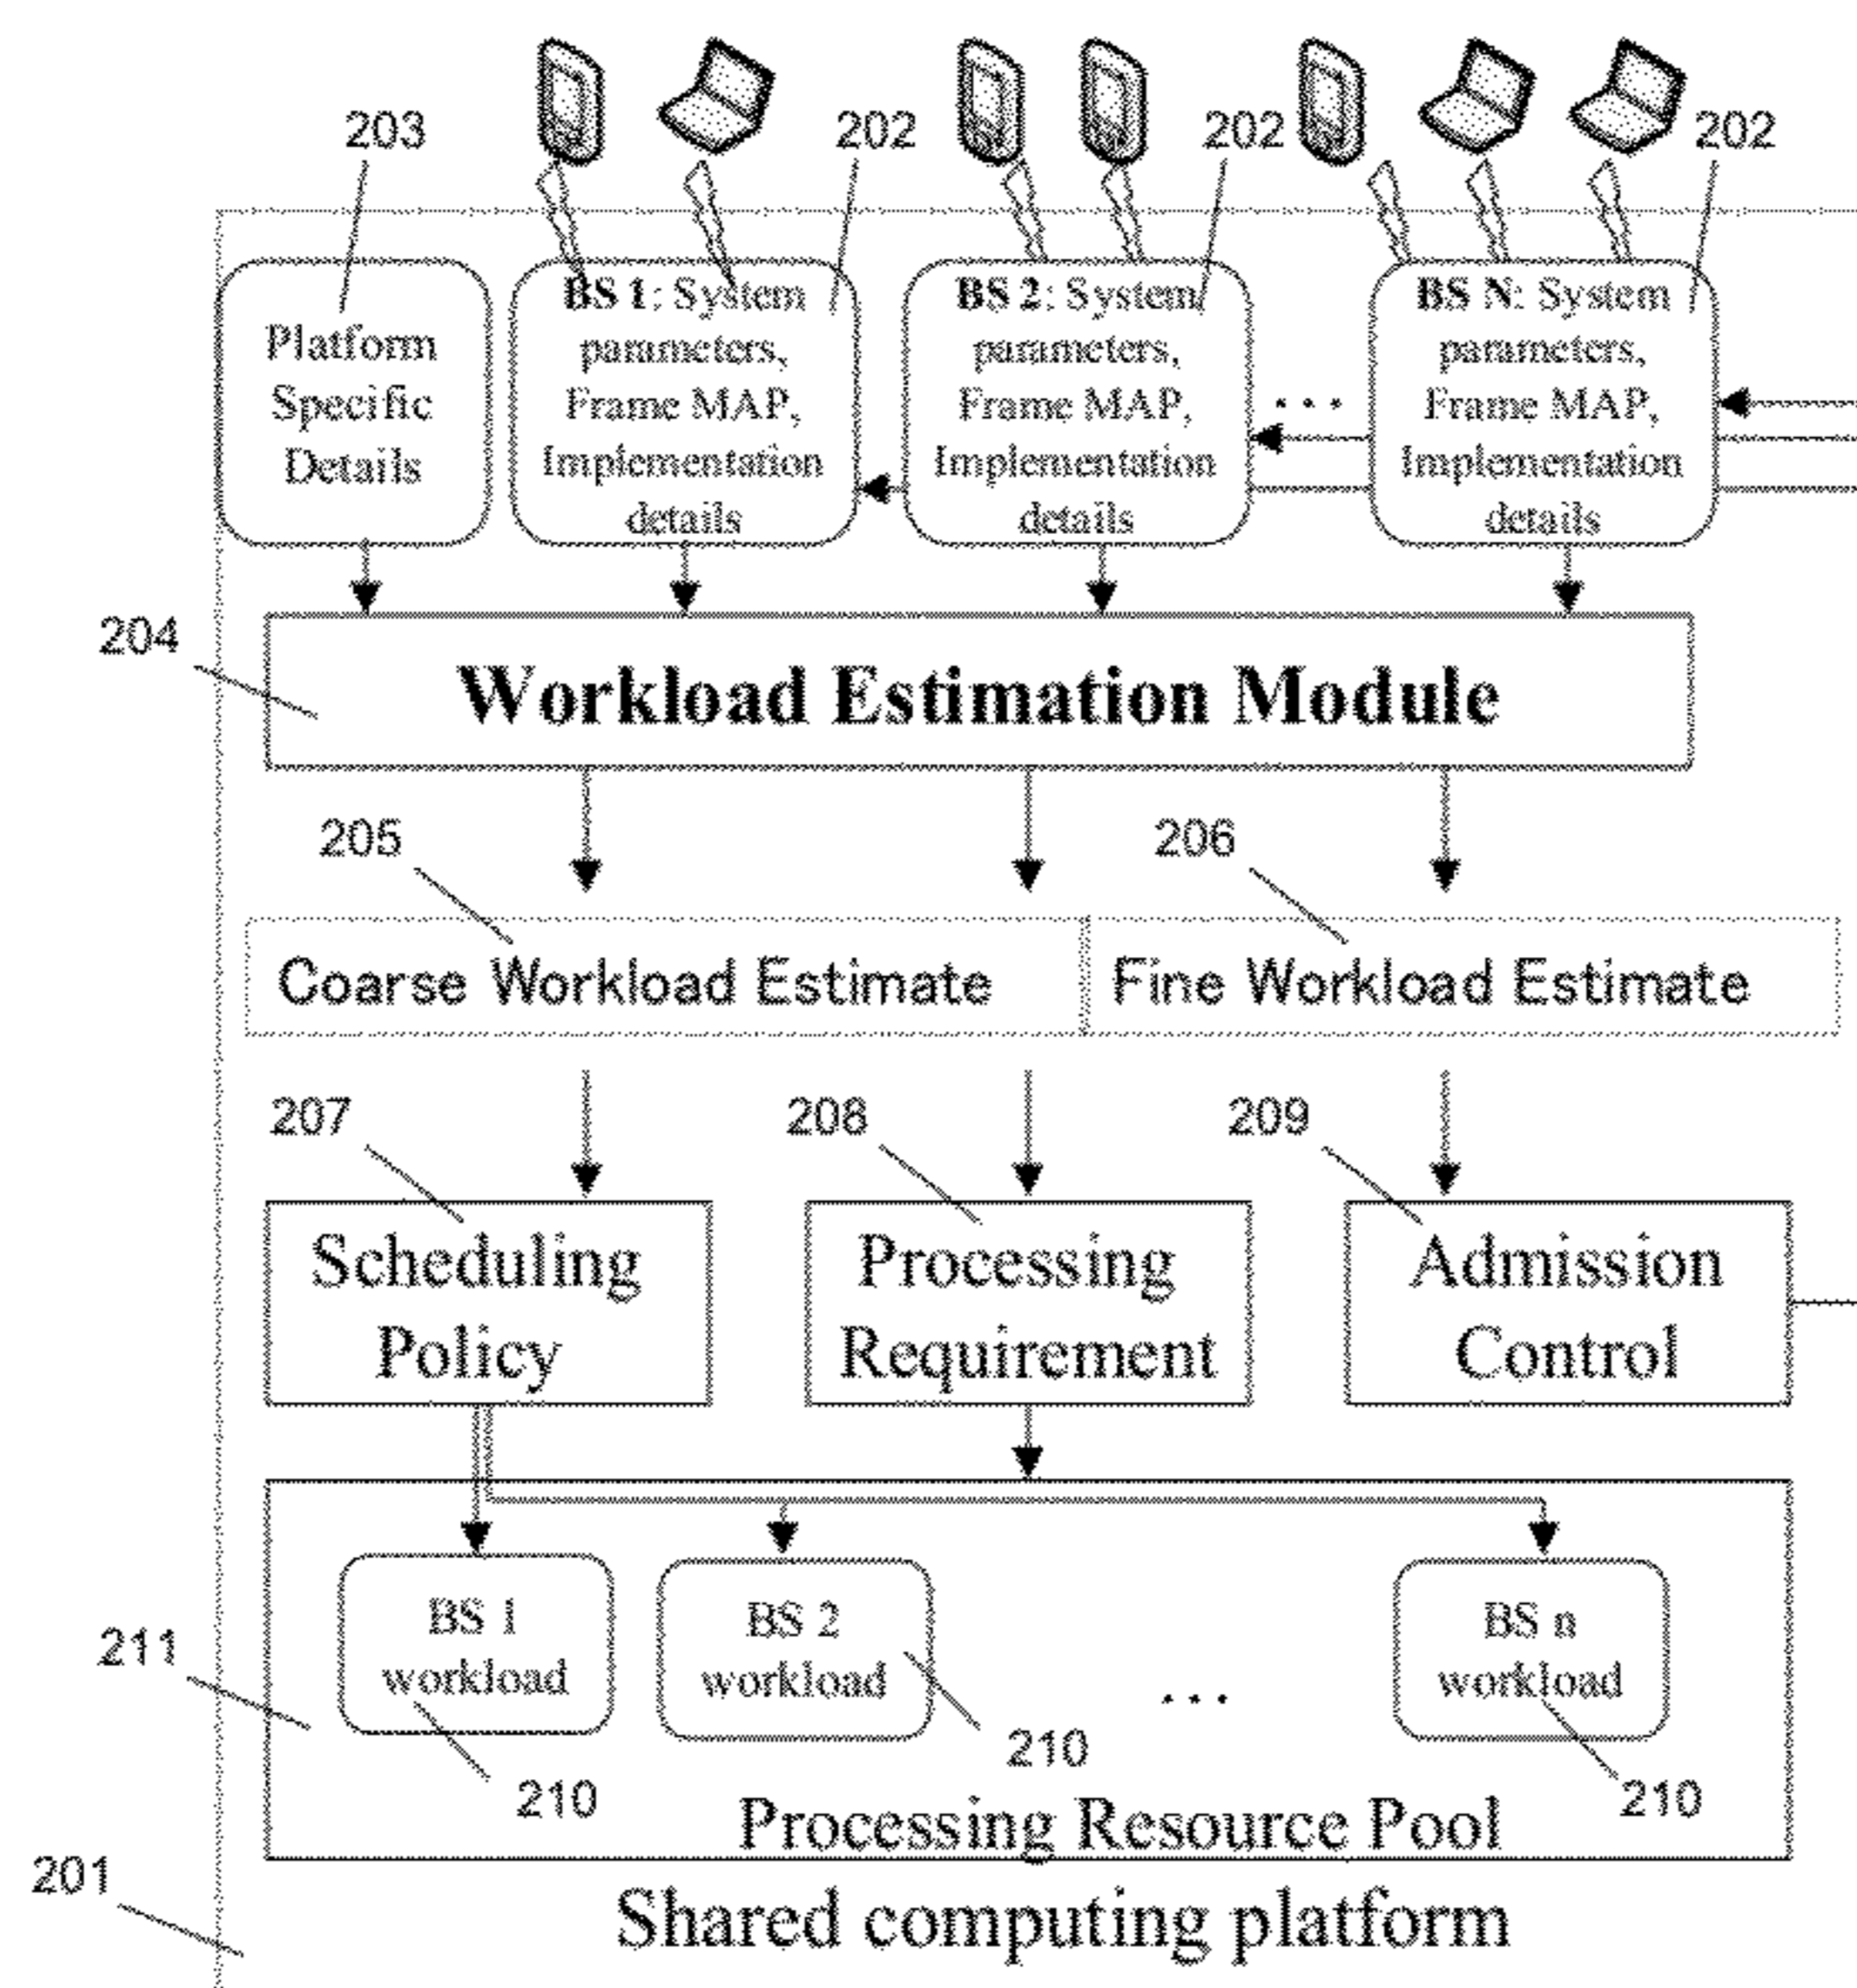 203
202
202
202
Platform
Specific
Details
BS 1: System
parameters,
Frame MAP,
Implementation
details
BS 2: System
parameters,
Frame MAP,
Implementation
details
...
BS N: System
parameters,
Frame MAP,
Implementation
details
204
Workload Estimation Module
205
206
Coarse Workload Estimate
Fine Workload Estimate
207
208
209
Scheduling
Policy
Processing
Requirement
Admission
Control
211
BS 1
workload
BS 2
workload
...
BS n
workload
210
210
210
Processing Resource Pool
201
Shared computing platform